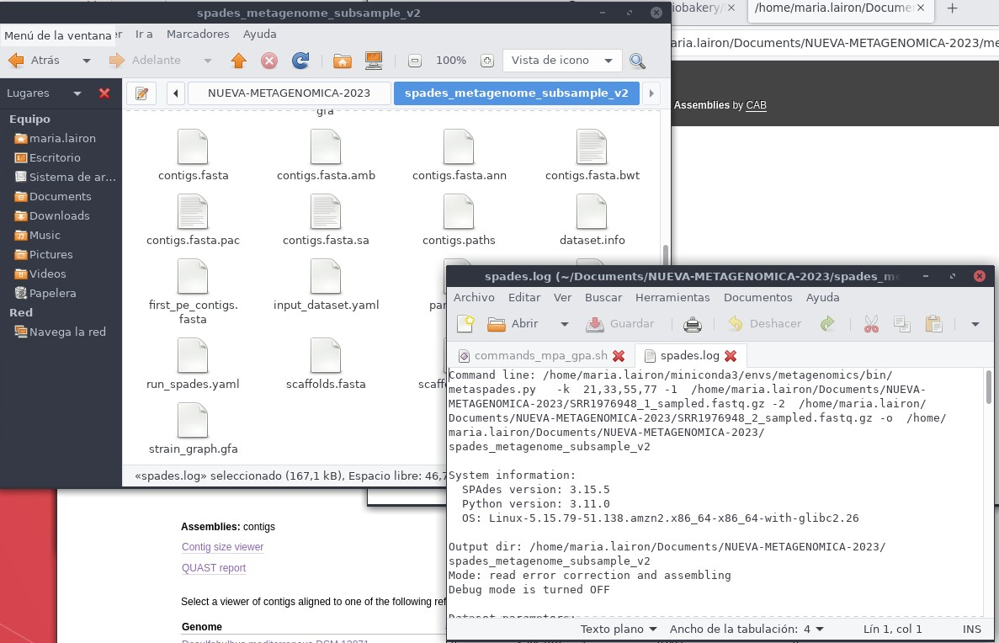 spades_metagenome_subsample_v2
Menú de la ventana
Ir a
Marcadores
Ayuda
Atrás
Adelante
100%
Vista de icono
Lugares
NUEVA-METAGENOMICA-2023
spades_metagenome_subsample_v2
Equipo
maria.lairon
Escritorio
Sistema de ar...
Documents
Downloads
Music
Pictures
Videos
Papelera
Red
Navega la red
gfa
contigs.fasta
contigs.fasta.amb
contigs.fasta.ann
contigs.fasta.bwt
contigs.fasta.pac
contigs.fasta.sa
contigs.paths
dataset.info
first_pe_contigs.
fasta
input_dataset.yaml
run_spades.yaml
scaffolds.fasta
strain_graph.gfa
«spades.log» seleccionado (167,1 kB), Espacio libre: 46,7
iobakery/
/home/maria.lairon/Docume
aria.lairon/Documents/NUEVA-METAGENOMICA-2023/me
Assemblies by CAB
spades.log (~/Documents/NUEVA-METAGENOMICA-2023/spades_m
Archivo
Editar
Ver
Buscar
Herramientas
Documentos
Ayuda
Abrir
Guardar
Deshacer
commands_mpa_gpa.sh
spades.log
Command line: /home/maria.lairon/miniconda3/envs/metagenomics/bin/
metaspades.py   -k  21,33,55,77 -1  /home/maria.lairon/Documents/NUEVA-
METAGENOMICA-2023/SRR1976948_1_sampled.fastq.gz -2  /home/maria.lairon/
Documents/NUEVA-METAGENOMICA-2023/SRR1976948_2_sampled.fastq.gz -o  /home/
maria.lairon/Documents/NUEVA-METAGENOMICA-2023/
spades_metagenome_subsample_v2
System information:
SPAdes version: 3.15.5
Python version: 3.11.0
OS: Linux-5.15.79-51.138.amzn2.x86_64-x86_64-with-glibc2.26
Output dir: /home/maria.lairon/Documents/NUEVA-METAGENOMICA-2023/
spades_metagenome_subsample_v2
Mode: read error correction and assembling
Debug mode is turned OFF
Texto plano
Ancho de la tabulación: 4
Lín 1, col 1
INS
Assemblies: contigs
Contig size viewer
QUAST report
Select a viewer of contigs aligned to one of the following ref
Genome